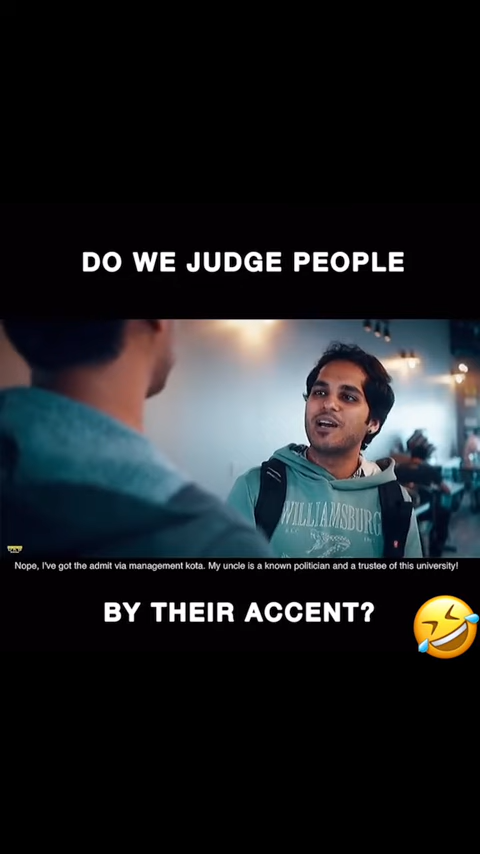 DO WE JUDGE PEOPLE
WILLIAMSBURG
Nope, I've got the admit via management kota. My uncle is a known politician and a trustee of this university!
BY THEIR ACCENT?